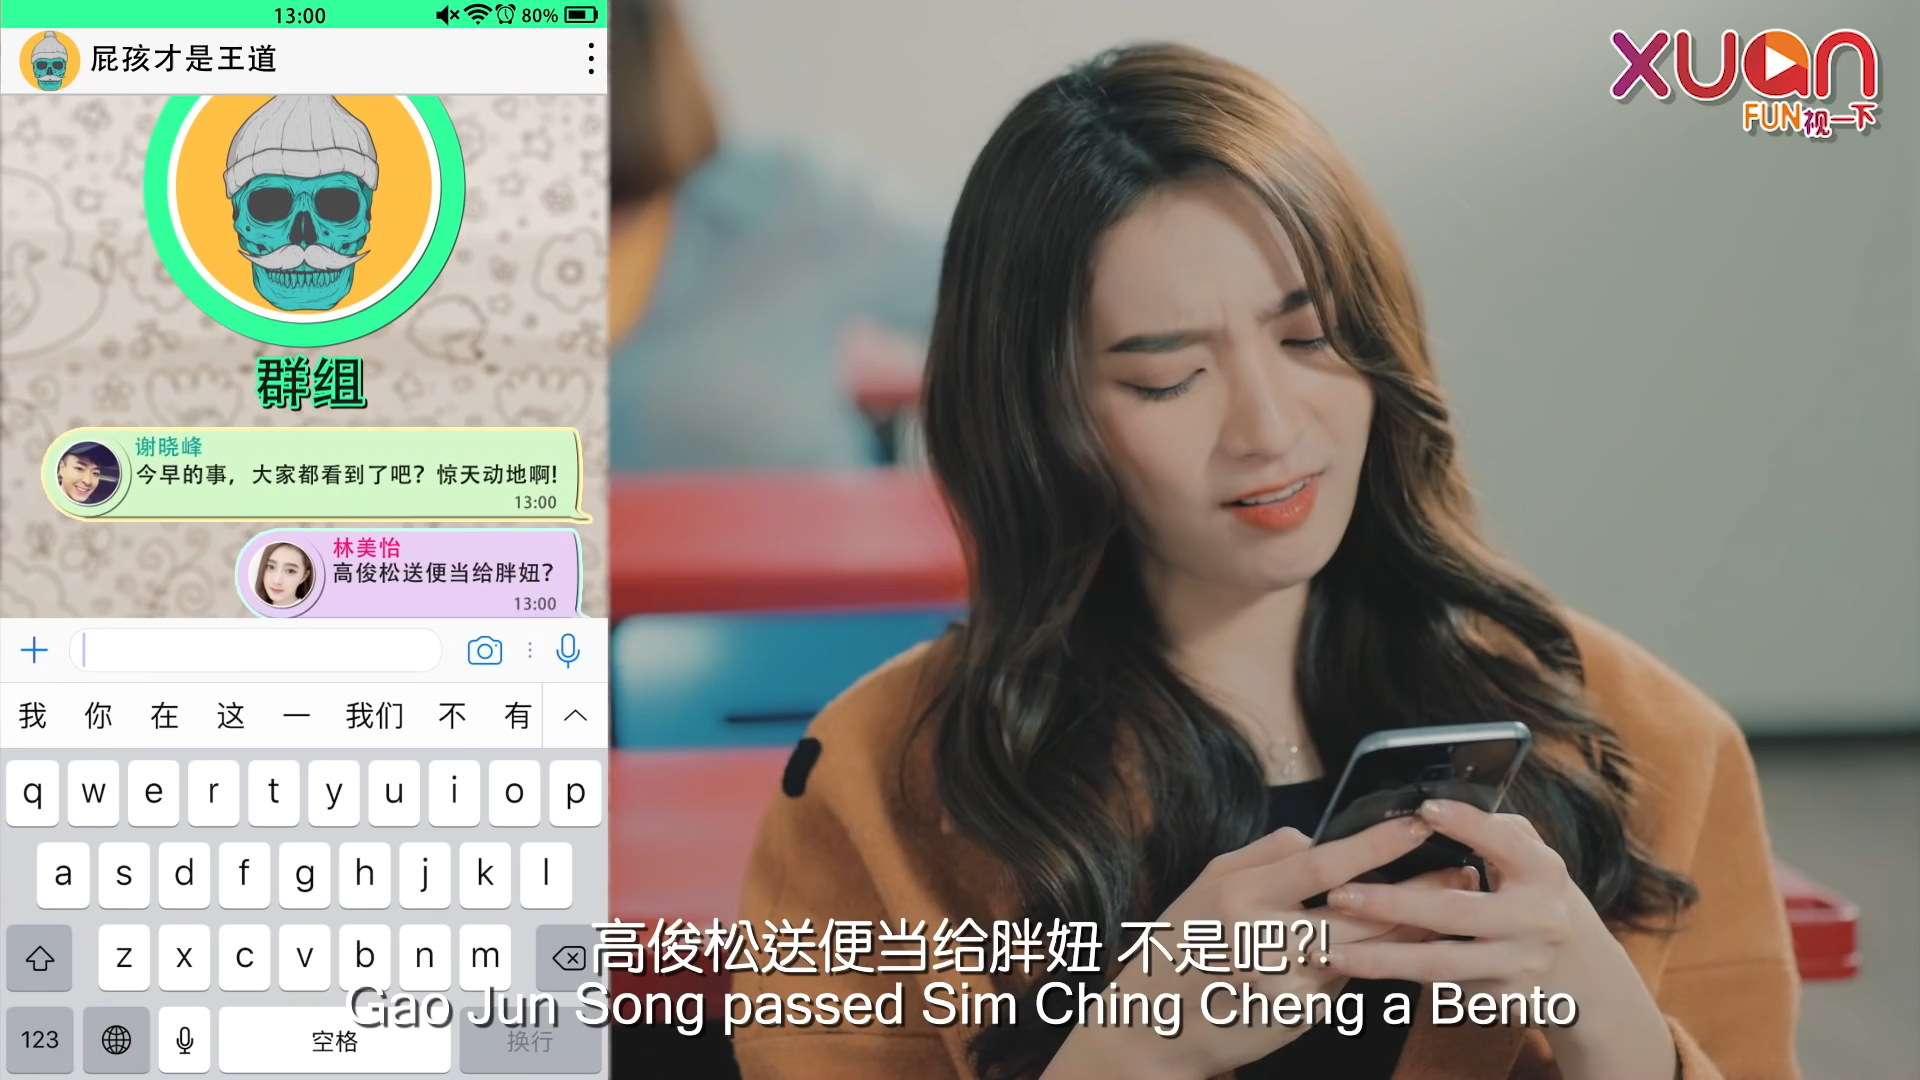 13:00
80%
屁孩才是王道
群组
谢晓峰
今早的事，大家都看到了吧？惊天动地啊!
13:00
林美怡
高俊松送便当给胖妞？
13:00
我 你 在 这 一 我们 不 有
q w e r t y u i o p
a s d f g h j k l
z x c v b n m
123 空格 换行
XUAN
FUN视一下
高俊松送便当给胖妞 不是吧?!
Gao Jun Song passed Sim Ching Cheng a Bento